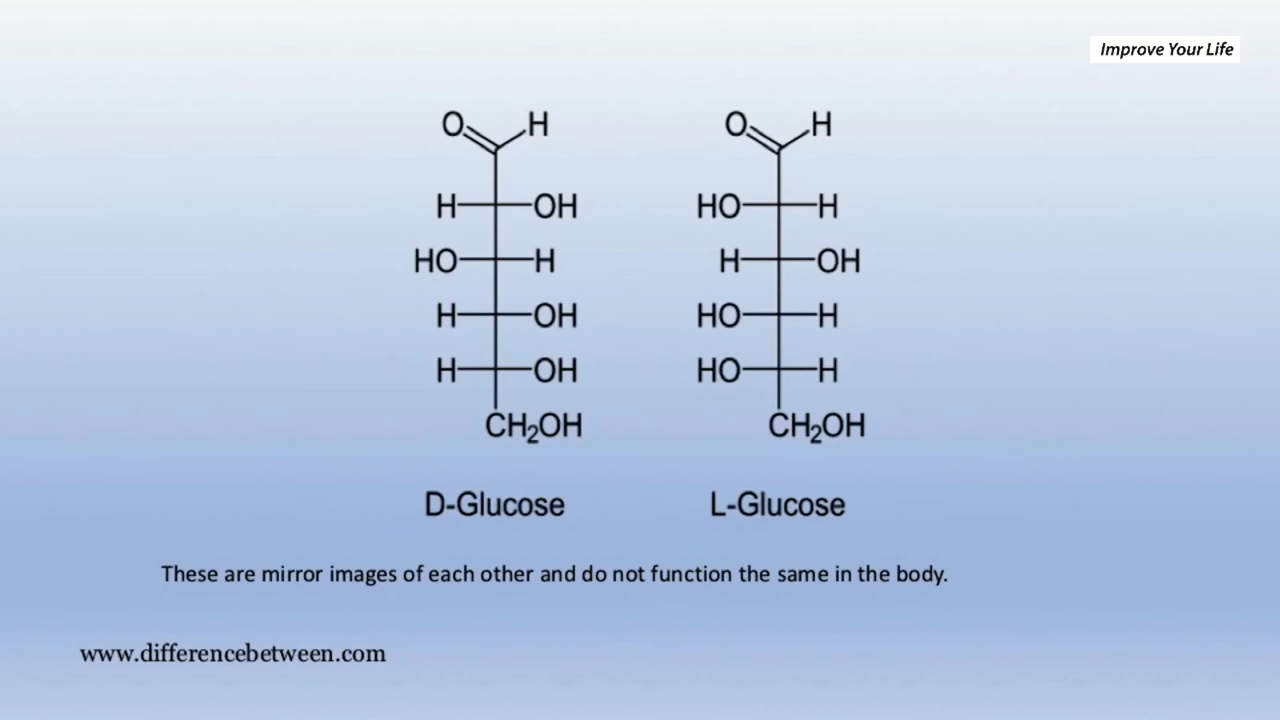 Improve Your Life
O H O H
H OH HO H
HO H H OH
H OH HO H
H OH HO H
CH₂OH CH₂OH
D-Glucose L-Glucose
These are mirror images of each other and do not function the same in the body.
www.differencebetween.com